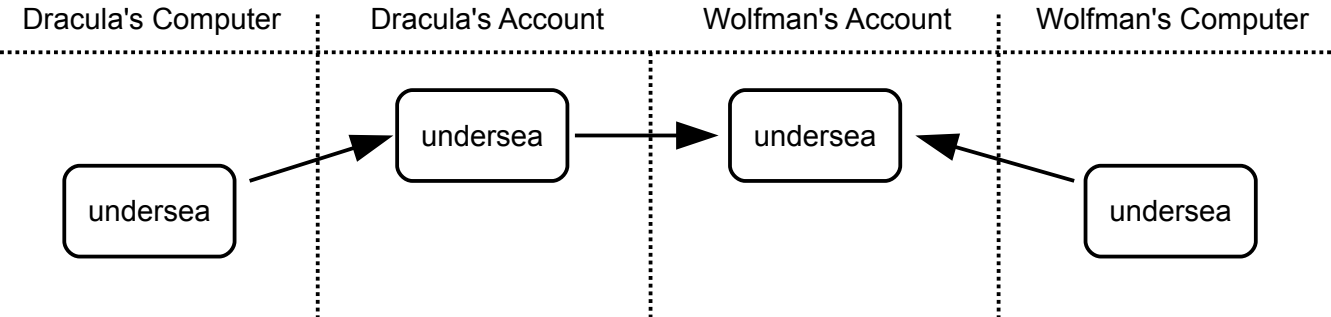 Dracula's Computer
Dracula's Account
Wolfman's Account
Wolfman's Computer
undersea
undersea
undersea
undersea